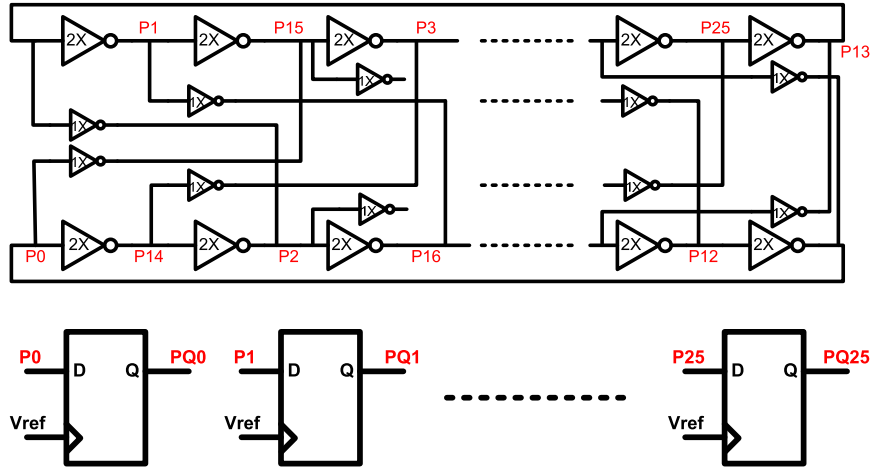 P1 P15 P3 P25
2X 2X 2X 2X 2X
P13
1X 1X
1X 1X
1X
1X
1X 1X
1X 1X
2X 2X 2X 2X 2X
P0 P14 P2 P16 P12
P0 PQ0 P1 PQ1 P25 PQ25
D Q D Q D Q
Vref Vref Vref